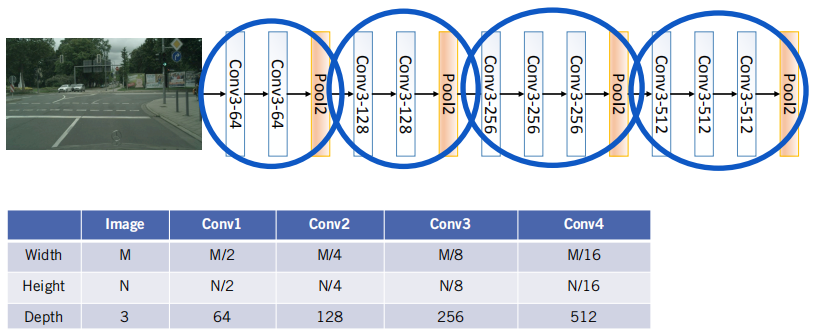 Conv3-64
Conv3-64
Pool2
Conv3-128
Conv3-128
Pool2
Conv3-256
Conv3-256
Conv3-256
Pool2
Conv3-512
Conv3-512
Conv3-512
Pool2
Image Conv1 Conv2 Conv3 Conv4
Width M M/2 M/4 M/8 M/16
Height N N/2 N/4 N/8 N/16
Depth 3 64 128 256 512